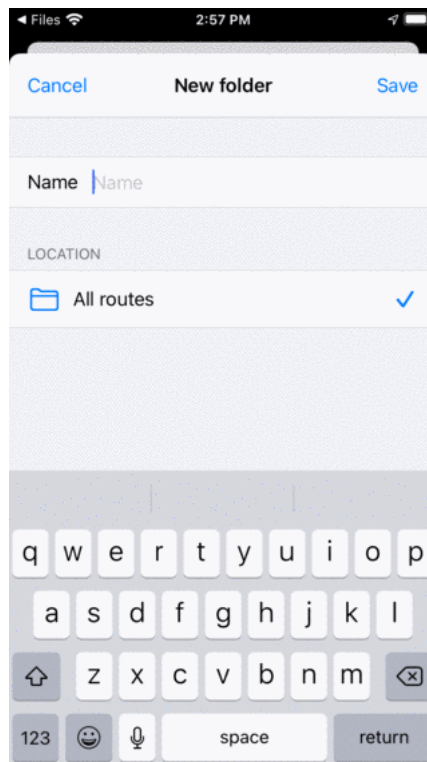 Files 2:57 PM
Cancel New folder Save
Name Name
LOCATION
All routes
q w e r t y u i o p
a s d f g h j k l
z x c v b n m
123 space return